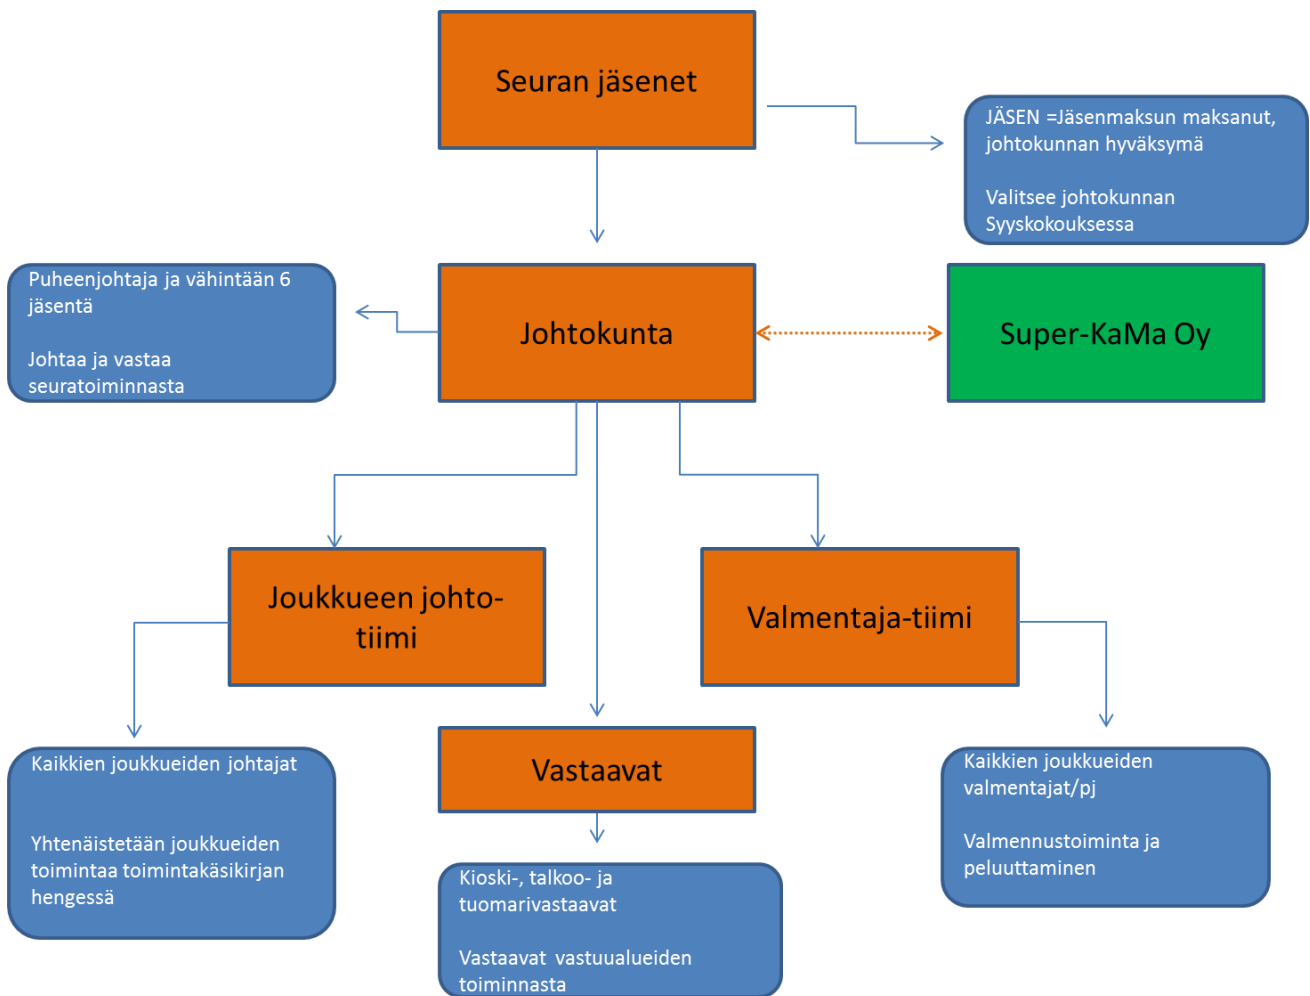 Seuran jäsenet
JÄSEN =Jäsenmaksun maksanut,
johtokunnan hyväksymä
Valitsee johtokunnan
Syyskokouksessa
Puheenjohtaja ja vähintään 6
jäsentä
Johtaa ja vastaa
seuratoiminnasta
Johtokunta
Super-KaMa Oy
Joukkueen johto-
tiimi
Valmentaja-tiimi
Kaikkien joukkueiden johtajat
Yhtenäistetään joukkueiden
toimintaa toimintakäsikirjan
hengessä
Vastaavat
Kaikkien joukkueiden
valmentajat/pj
Valmennustoiminta ja
peluuttaminen
Kioski-, talkoo- ja
tuomarivastaavat
Vastaavat vastuualueiden
toiminnasta